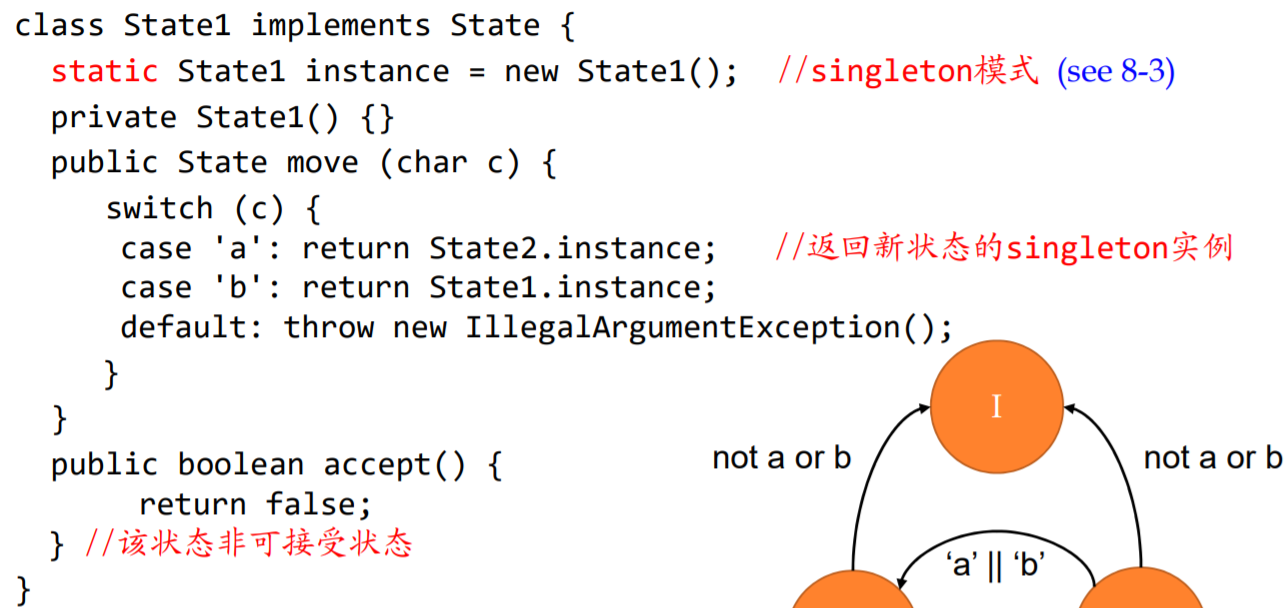 class State1 implements State {
static State1 instance = new State1(); //singleton模式 (see 8-3)
private State1() {}
public State move (char c) {
switch (c) {
case 'a': return State2.instance; //返回新状态的singleton实例
case 'b': return State1.instance;
default: throw new IllegalArgumentException();
}
}
public boolean accept() {
return false;
} //该状态非可接受状态
}
I
not a or b
not a or b
‘a’ || ‘b’